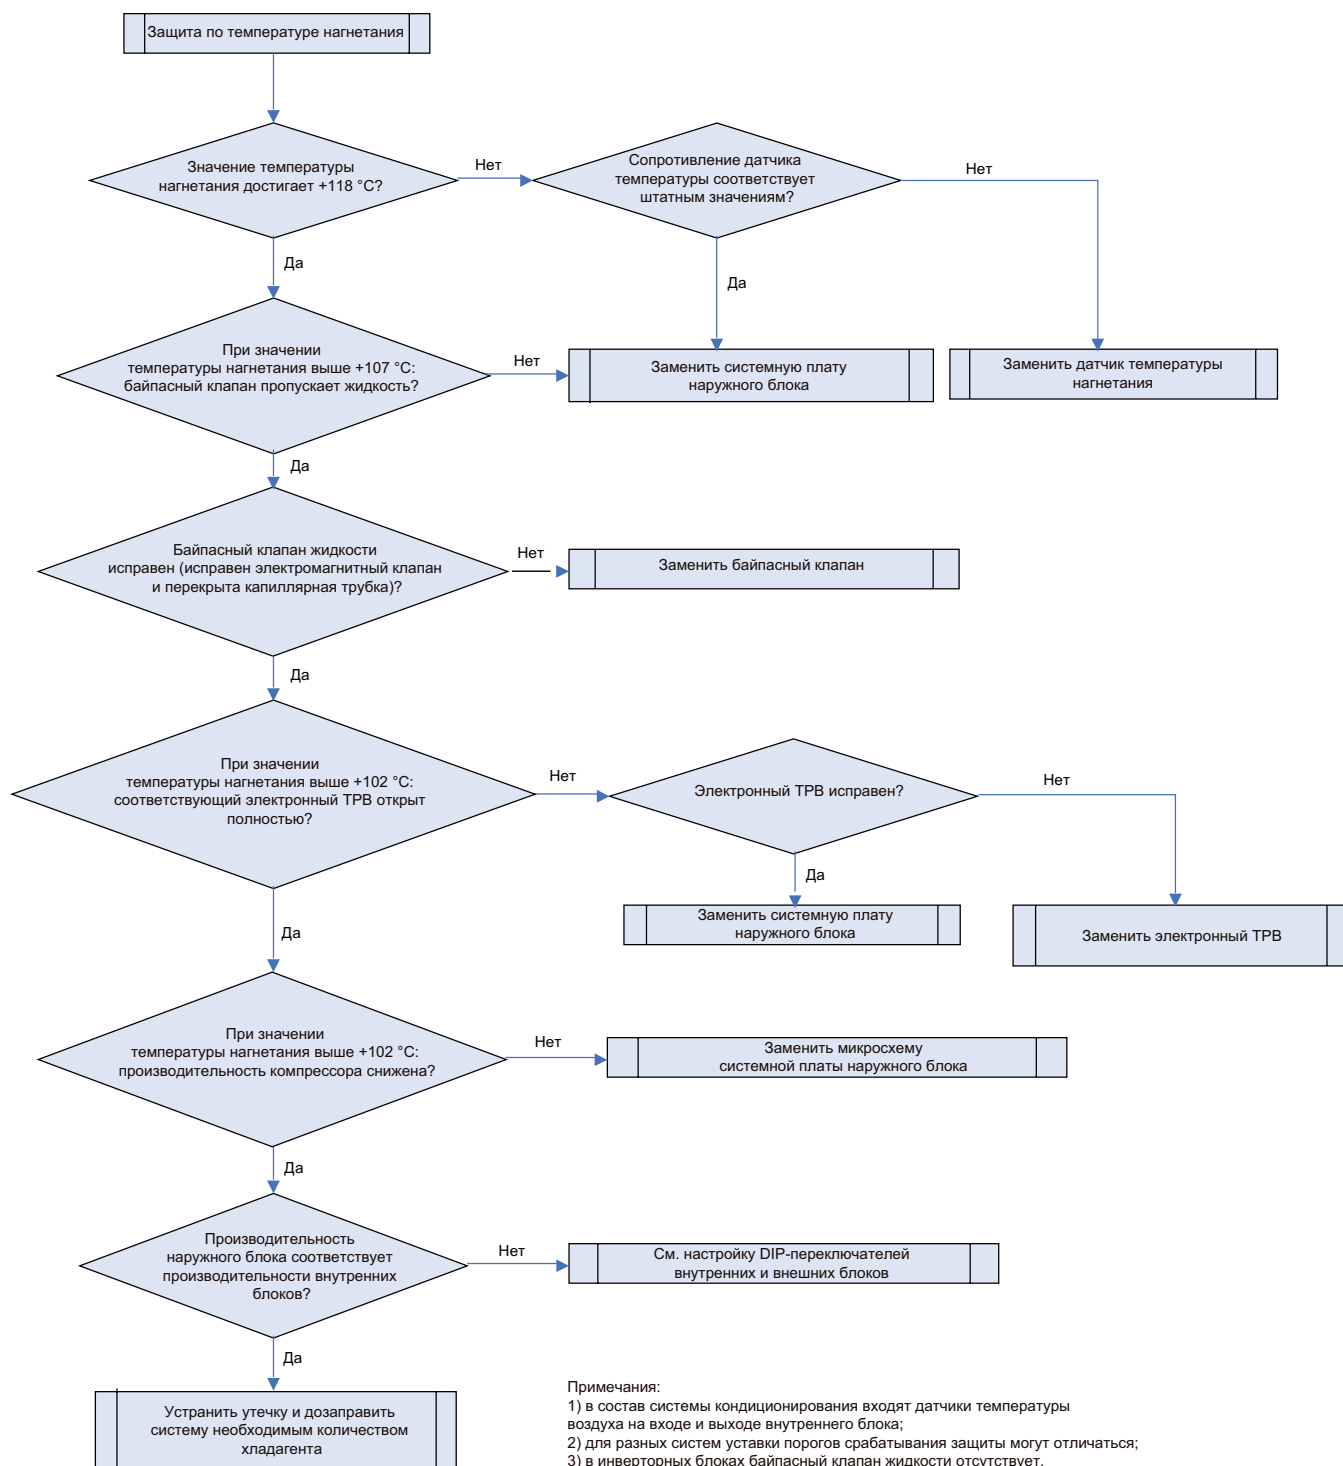 Защита по температуре нагнетания
Значение температуры
нагнетания достигает +118 °C?
Нет
Сопротивление датчика
температуры соответствует
штатным значениям?
Нет
Да
Да
При значении
температуры нагнетания выше +107 °C:
байпасный клапан пропускает жидкость?
Нет
Заменить системную плату
наружного блока
Заменить датчик температуры
нагнетания
Да
Байпасный клапан жидкости
исправен (исправен электромагнитный клапан
и перекрыта капиллярная трубка)?
Нет
Заменить байпасный клапан
Да
При значении
температуры нагнетания выше +102 °C:
соответствующий электронный ТРВ открыт
полностью?
Нет
Электронный ТРВ исправен?
Нет
Да
Заменить системную плату
наружного блока
Заменить электронный ТРВ
Да
При значении
температуры нагнетания выше +102 °C:
производительность компрессора снижена?
Нет
Заменить микросхему
системной платы наружного блока
Да
Производительность
наружного блока соответствует
производительности внутренних
блоков?
Нет
См. настройку DIP-переключателей
внутренних и внешних блоков
Да
Устранить утечку и дозаправить
систему необходимым количеством
хладагента
Примечания:
1) в состав системы кондиционирования входят датчики температуры
воздуха на входе и выходе внутреннего блока;
2) для разных систем уставки порогов срабатывания защиты могут отличаться;
3) в инверторных блоках байпасный клапан жидкости отсутствует.